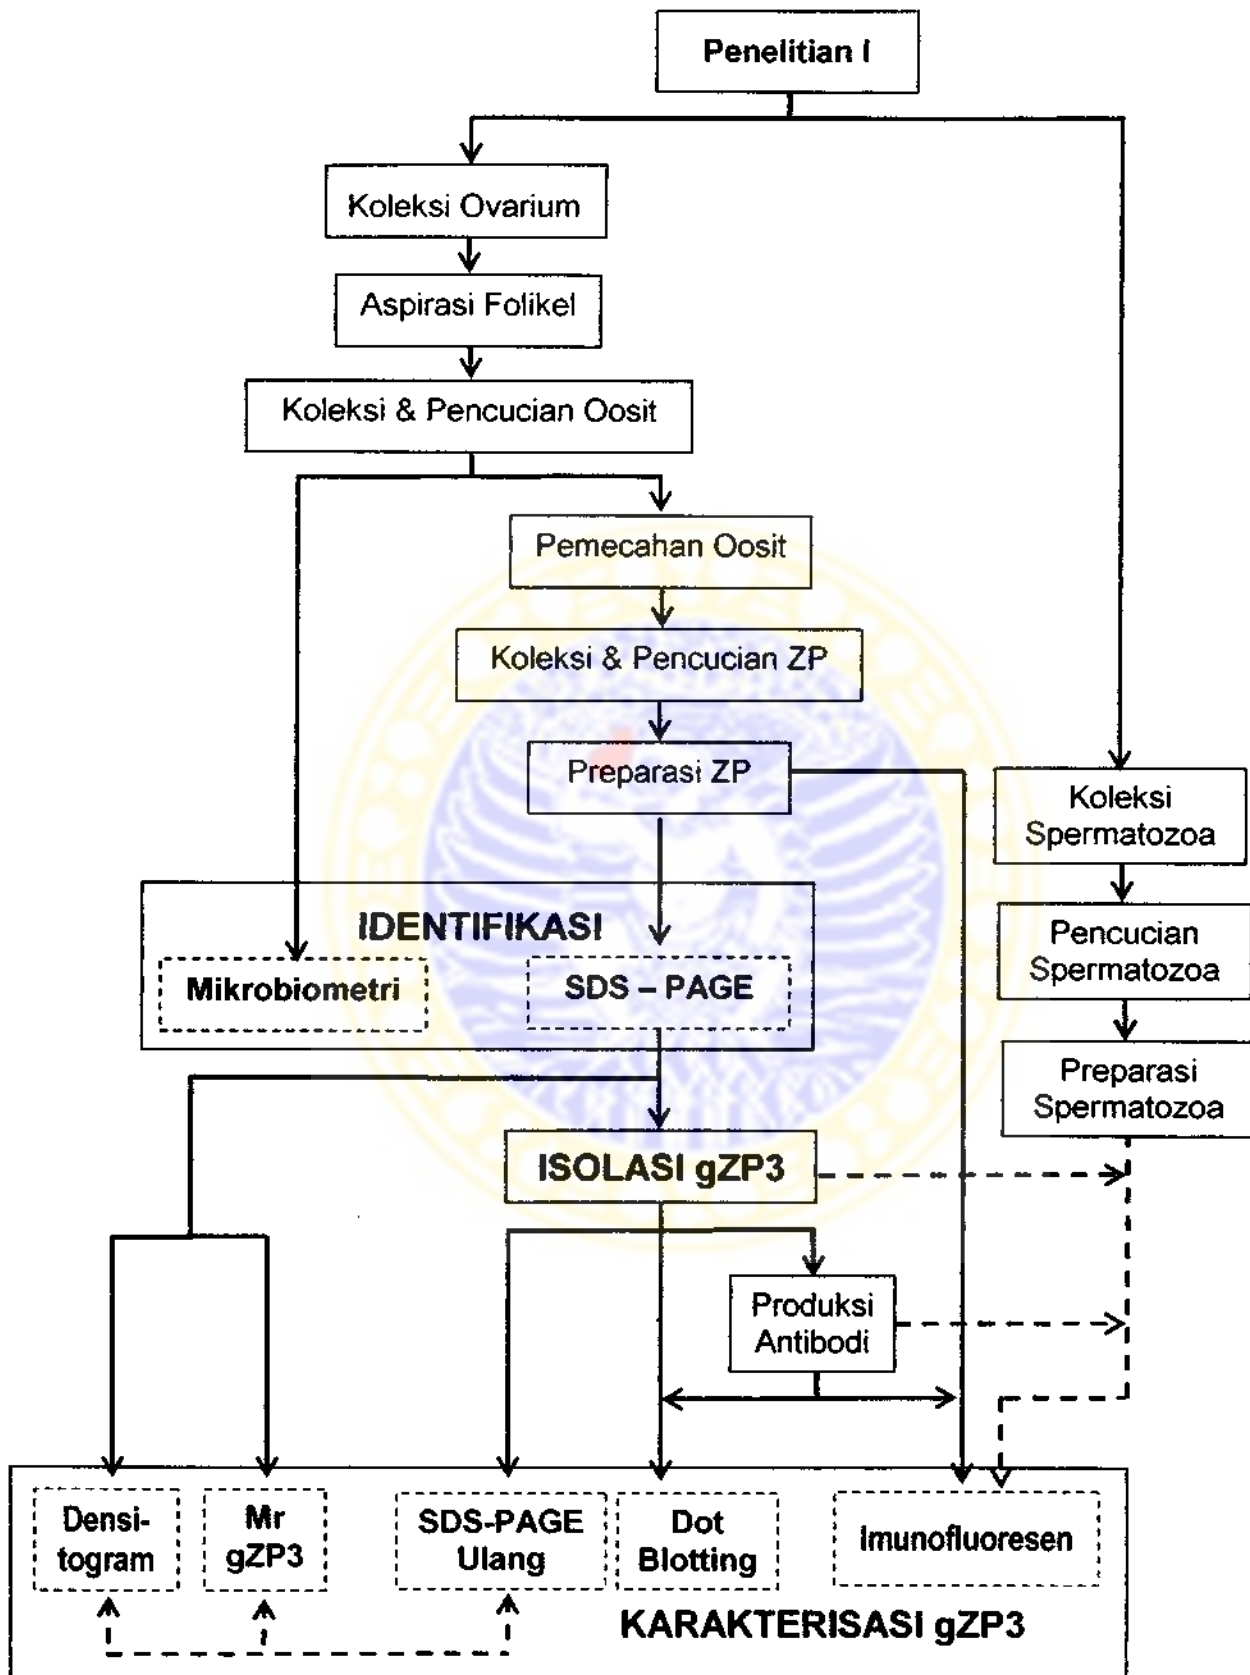 Penelitian I
Koleksi Ovarium
Aspirasi Folikel
Koleksi & Pencucian Oosit
Pemecahan Oosit
Koleksi & Pencucian ZP
Preparasi ZP
Koleksi
Spermatozoa
IDENTIFIKASI
Mikrobiometri
SDS – PAGE
Pencucian
Spermatozoa
Preparasi
Spermatozoa
ISOLASI gZP3
Produksi
Antibodi
Densi-
togram
Mr
gZP3
SDS-PAGE
Ulang
Dot
Blotting
Imunofluoresen
KARAKTERISASI gZP3